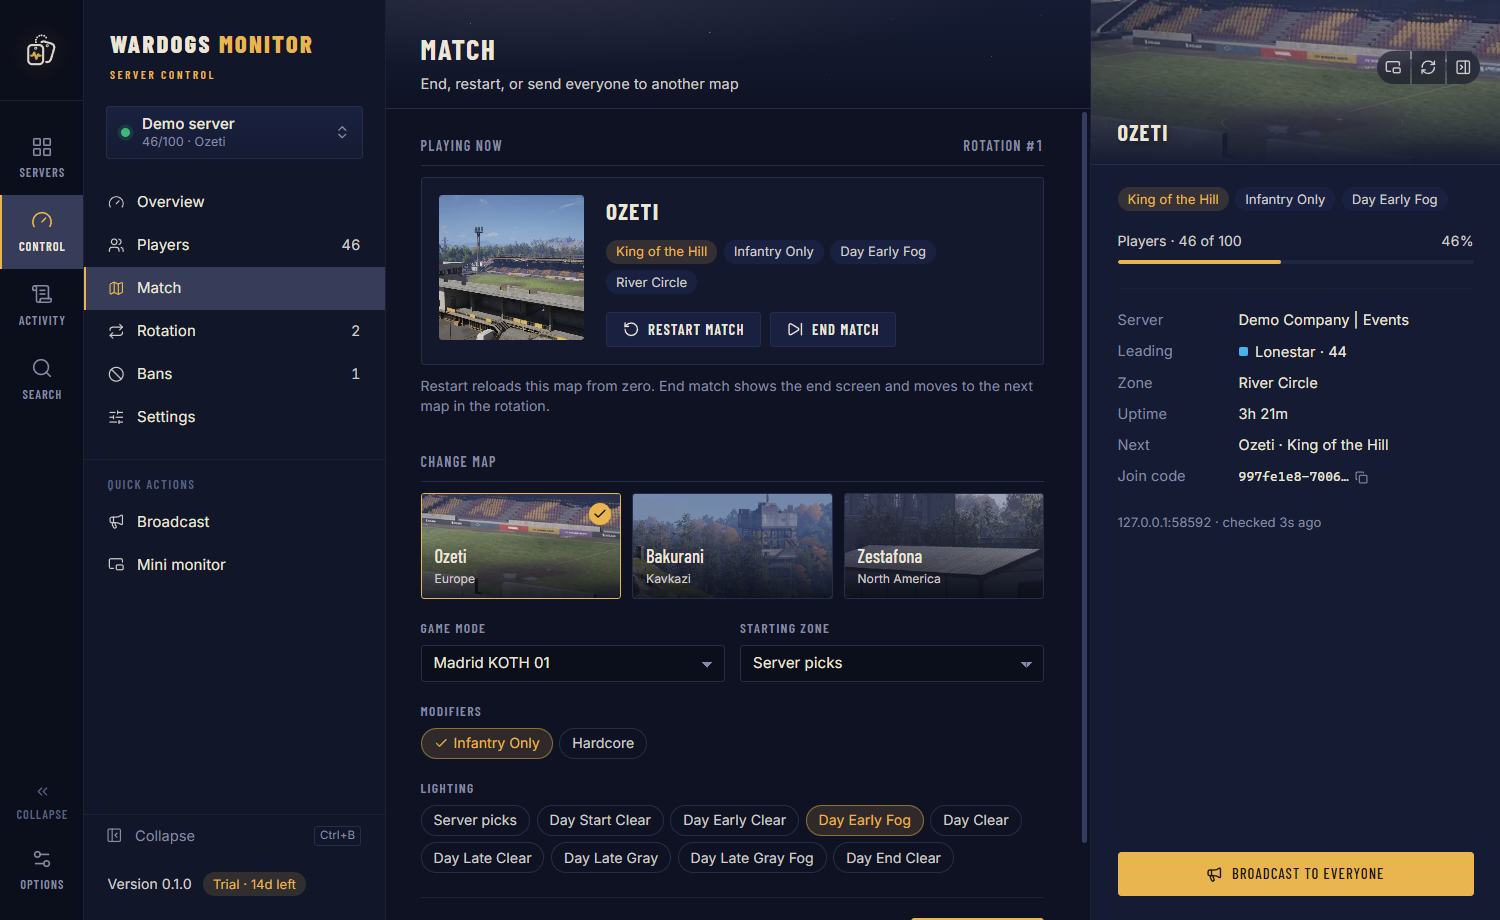 SERVERS
CONTROL
ACTIVITY
SEARCH
COLLAPSE
OPTIONS
WARDOGS MONITOR
SERVER CONTROL
Demo server
46/100 · Ozeti
Overview
Players 46
Match
Rotation 2
Bans 1
Settings
QUICK ACTIONS
Broadcast
Mini monitor
Collapse Ctrl+B
Version 0.1.0 Trial · 14d left
MATCH
End, restart, or send everyone to another map
PLAYING NOW ROTATION #1
OZETI
King of the Hill Infantry Only Day Early Fog
River Circle
RESTART MATCH END MATCH
Restart reloads this map from zero. End match shows the end screen and moves to the next
map in the rotation.
CHANGE MAP
Ozeti
Europe
Bakurani
Kavkazi
Zestafona
North America
GAME MODE STARTING ZONE
Madrid KOTH 01 Server picks
MODIFIERS
Infantry Only Hardcore
LIGHTING
Server picks Day Start Clear Day Early Clear Day Early Fog Day Clear
Day Late Clear Day Late Gray Day Late Gray Fog Day End Clear
OZETI
King of the Hill Infantry Only Day Early Fog
Players · 46 of 100 46%
Server Demo Company | Events
Leading Lonestar · 44
Zone River Circle
Uptime 3h 21m
Next Ozeti · King of the Hill
Join code 997fe1e8-7006…
127.0.0.1:58592 · checked 3s ago
BROADCAST TO EVERYONE